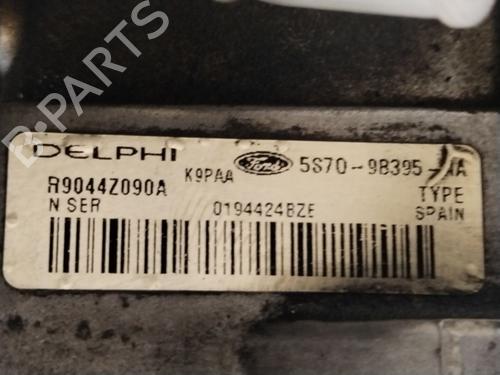 DELPHI Ford 5S70-9B395-
R9044Z090A K9PAA TYPE
N SER 0194424BZE SPAIN
B-PARTS